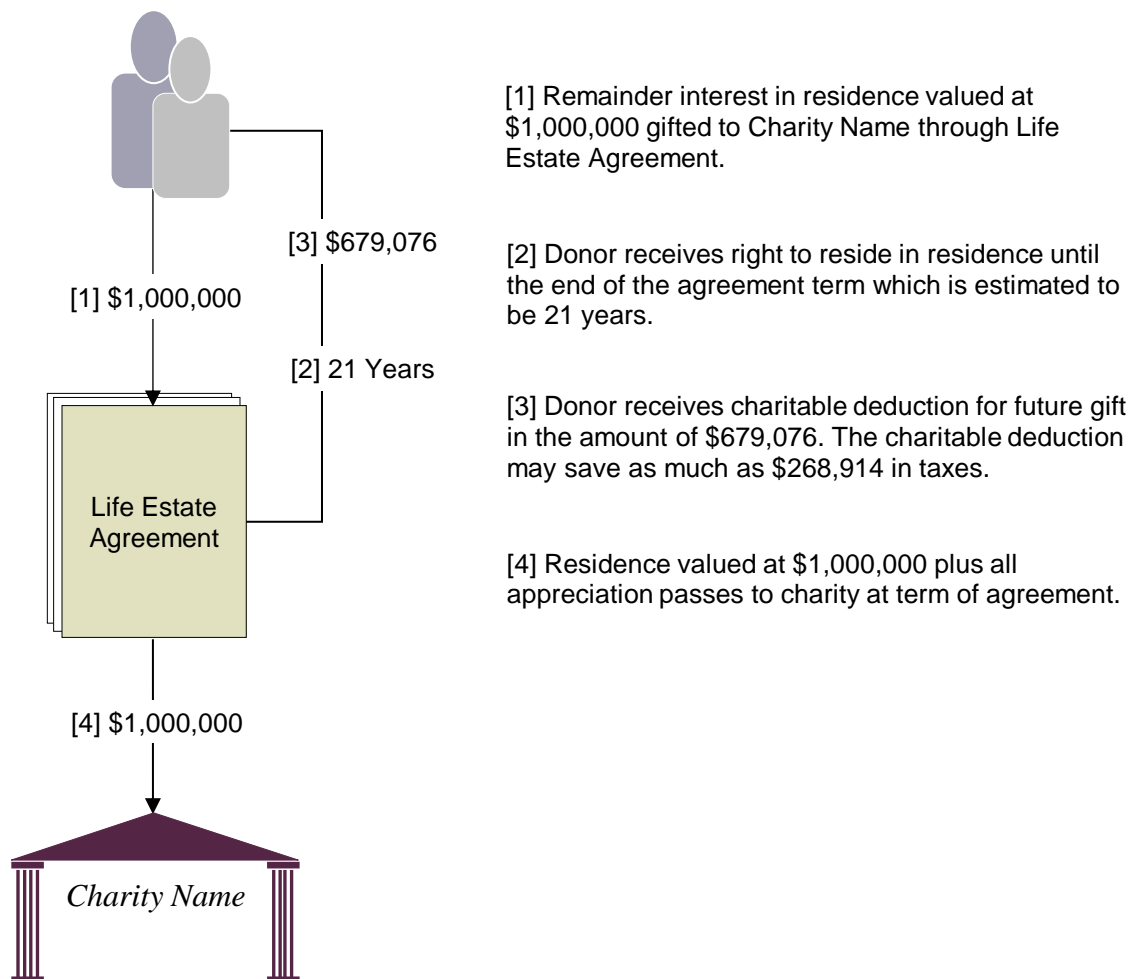 [1] Remainder interest in residence valued at
$1,000,000 gifted to Charity Name through Life
Estate Agreement.
[3] $679,076
[2] Donor receives right to reside in residence until
the end of the agreement term which is estimated to
be 21 years.
[1] $1,000,000
[2] 21 Years
[3] Donor receives charitable deduction for future gift
in the amount of $679,076. The charitable deduction
may save as much as $268,914 in taxes.
Life Estate
Agreement
[4] Residence valued at $1,000,000 plus all
appreciation passes to charity at term of agreement.
[4] $1,000,000
Charity Name